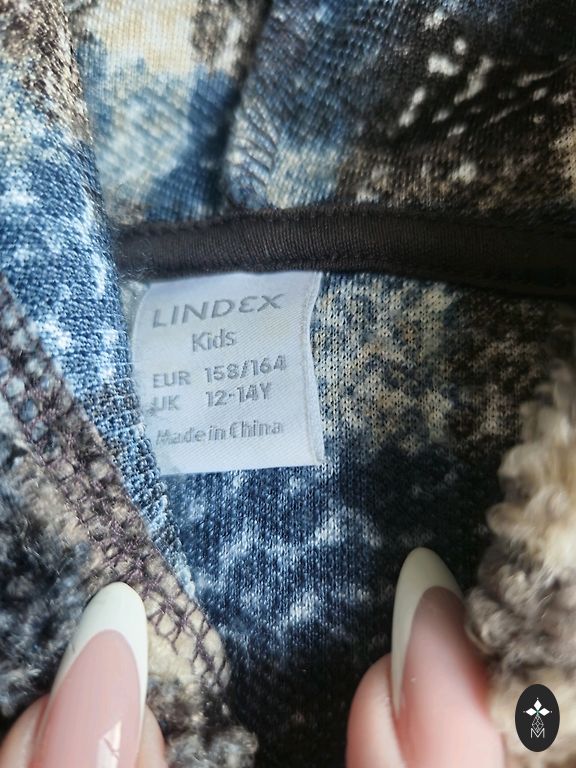 LINDEX
Kids
EUR 158/164
UK 12-14Y
Made in China